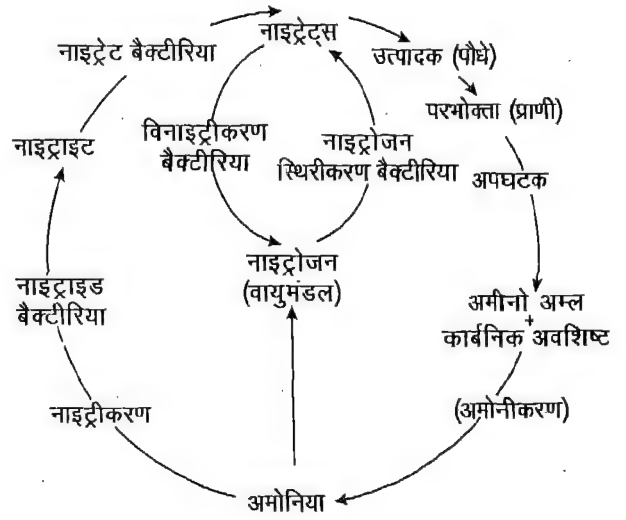 नाइट्रेट्स
नाइट्रेट बैक्टीरिया
उत्पादक (पौधे)
परभोक्ता (प्राणी)
विनाइट्रीकरण
बैक्टीरिया
नाइट्रोजन
स्थिरीकरण बैक्टीरिया
नाइट्राइट
अपघटक
नाइट्रोजन
(वायुमंडल)
नाइट्राइड
बैक्टीरिया
अमीनो अम्ल
+
कार्बनिक अवशिष्ट
नाइट्रीकरण
(अमोनीकरण)
अमोनिया